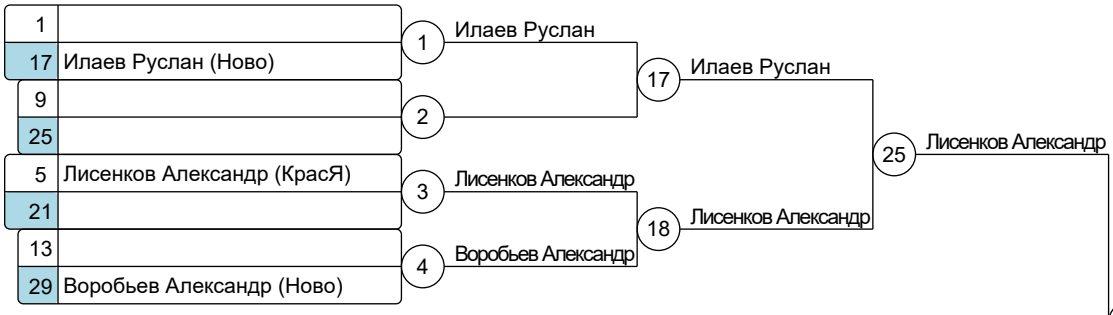 1
17 Илаев Руслан (Ново)
9
25
5 Лисенков Александр (КрасЯ)
21
13
29 Воробьев Александр (Ново)
1
Илаев Руслан
2
3
Лисенков Александр
4
Воробьев Александр
17
Илаев Руслан
18
Лисенков Александр
25
Лисенков Александр